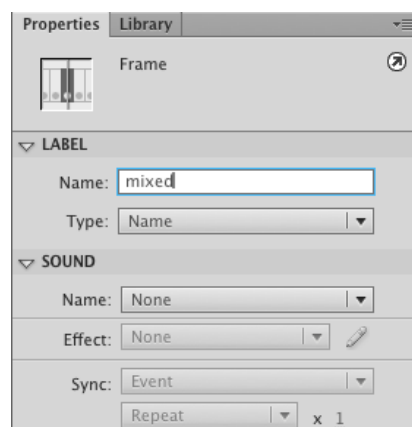 Properties Library
Frame
LABEL
Name: mixed
Type: Name
SOUND
Name: None
Effect: None
Sync: Event
Repeat x 1